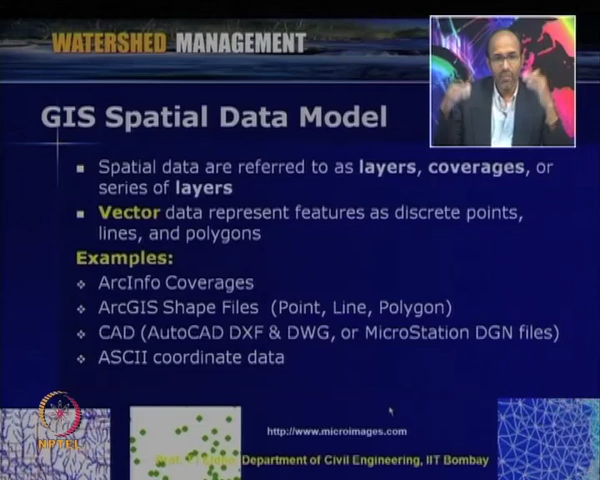 WATERSHED MANAGEMENT
GIS Spatial Data Model
Spatial data are referred to as layers, coverages, or
series of layers
Vector data represent features as discrete points,
lines, and polygons
Examples:
ArcInfo Coverages
ArcGIS Shape Files (Point, Line, Polygon)
CAD (AutoCAD DXF & DWG, or MicroStation DGN files)
ASCII coordinate data
NPTEL
http://www.microimages.com
Department of Civil Engineering, IIT Bombay